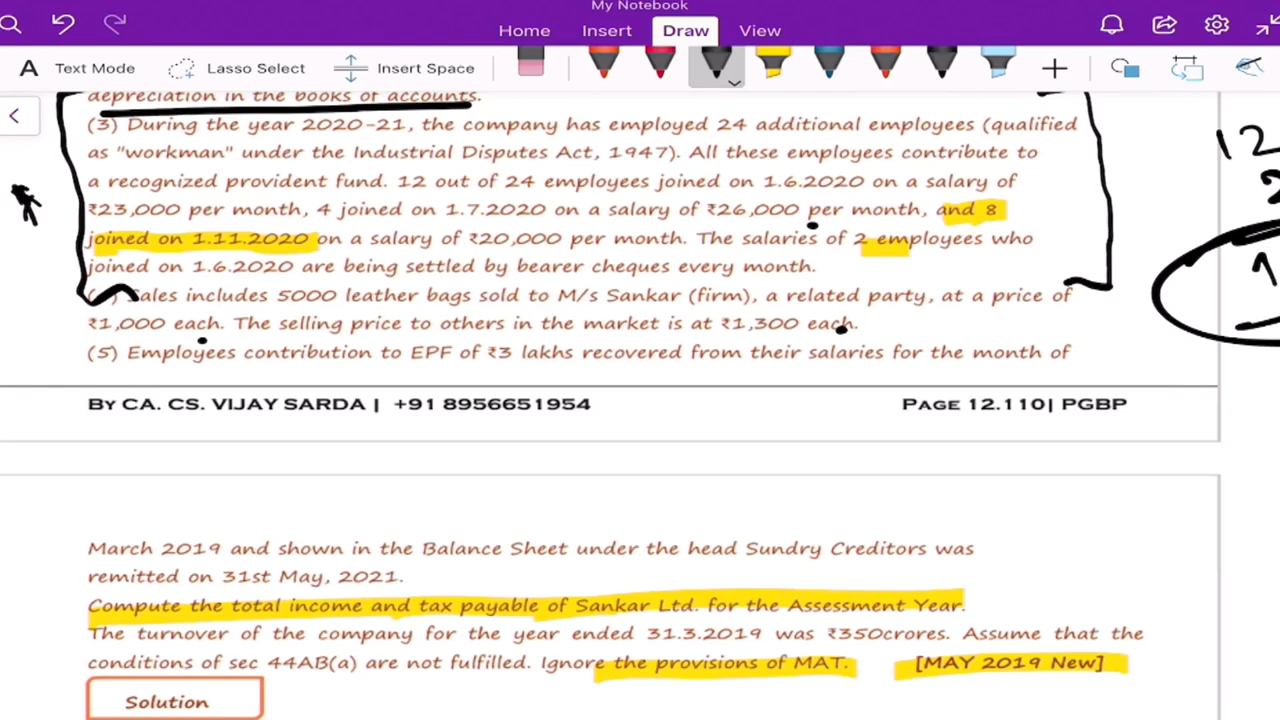 My Notebook
Home Insert Draw View
A Text Mode Lasso Select Insert Space
depreciation in the books of accounts.
(3) During the year 2020-21, the company has employed 24 additional employees (qualified
as "workman" under the Industrial Disputes Act, 1947). All these employees contribute to
a recognized provident fund. 12 out of 24 employees joined on 1.6.2020 on a salary of
₹23,000 per month, 4 joined on 1.7.2020 on a salary of ₹26,000 per month, and 8
joined on 1.11.2020 on a salary of ₹20,000 per month. The salaries of 2 employees who
joined on 1.6.2020 are being settled by bearer cheques every month.
Sales includes 5000 leather bags sold to M/s Sankar (firm), a related party, at a price of
₹1,000 each. The selling price to others in the market is at ₹1,300 each.
(5) Employees contribution to EPF of ₹3 lakhs recovered from their salaries for the month of
12
BY CA. CS. VIJAY SARDA | +91 8956651954 PAGE 12.110| PGBP
March 2019 and shown in the Balance Sheet under the head Sundry Creditors was
remitted on 31st May, 2021.
Compute the total income and tax payable of Sankar Ltd. for the Assessment Year.
The turnover of the company for the year ended 31.3.2019 was ₹350crores. Assume that the
conditions of sec 44AB(a) are not fulfilled. Ignore the provisions of MAT. [MAY 2019 New]
Solution